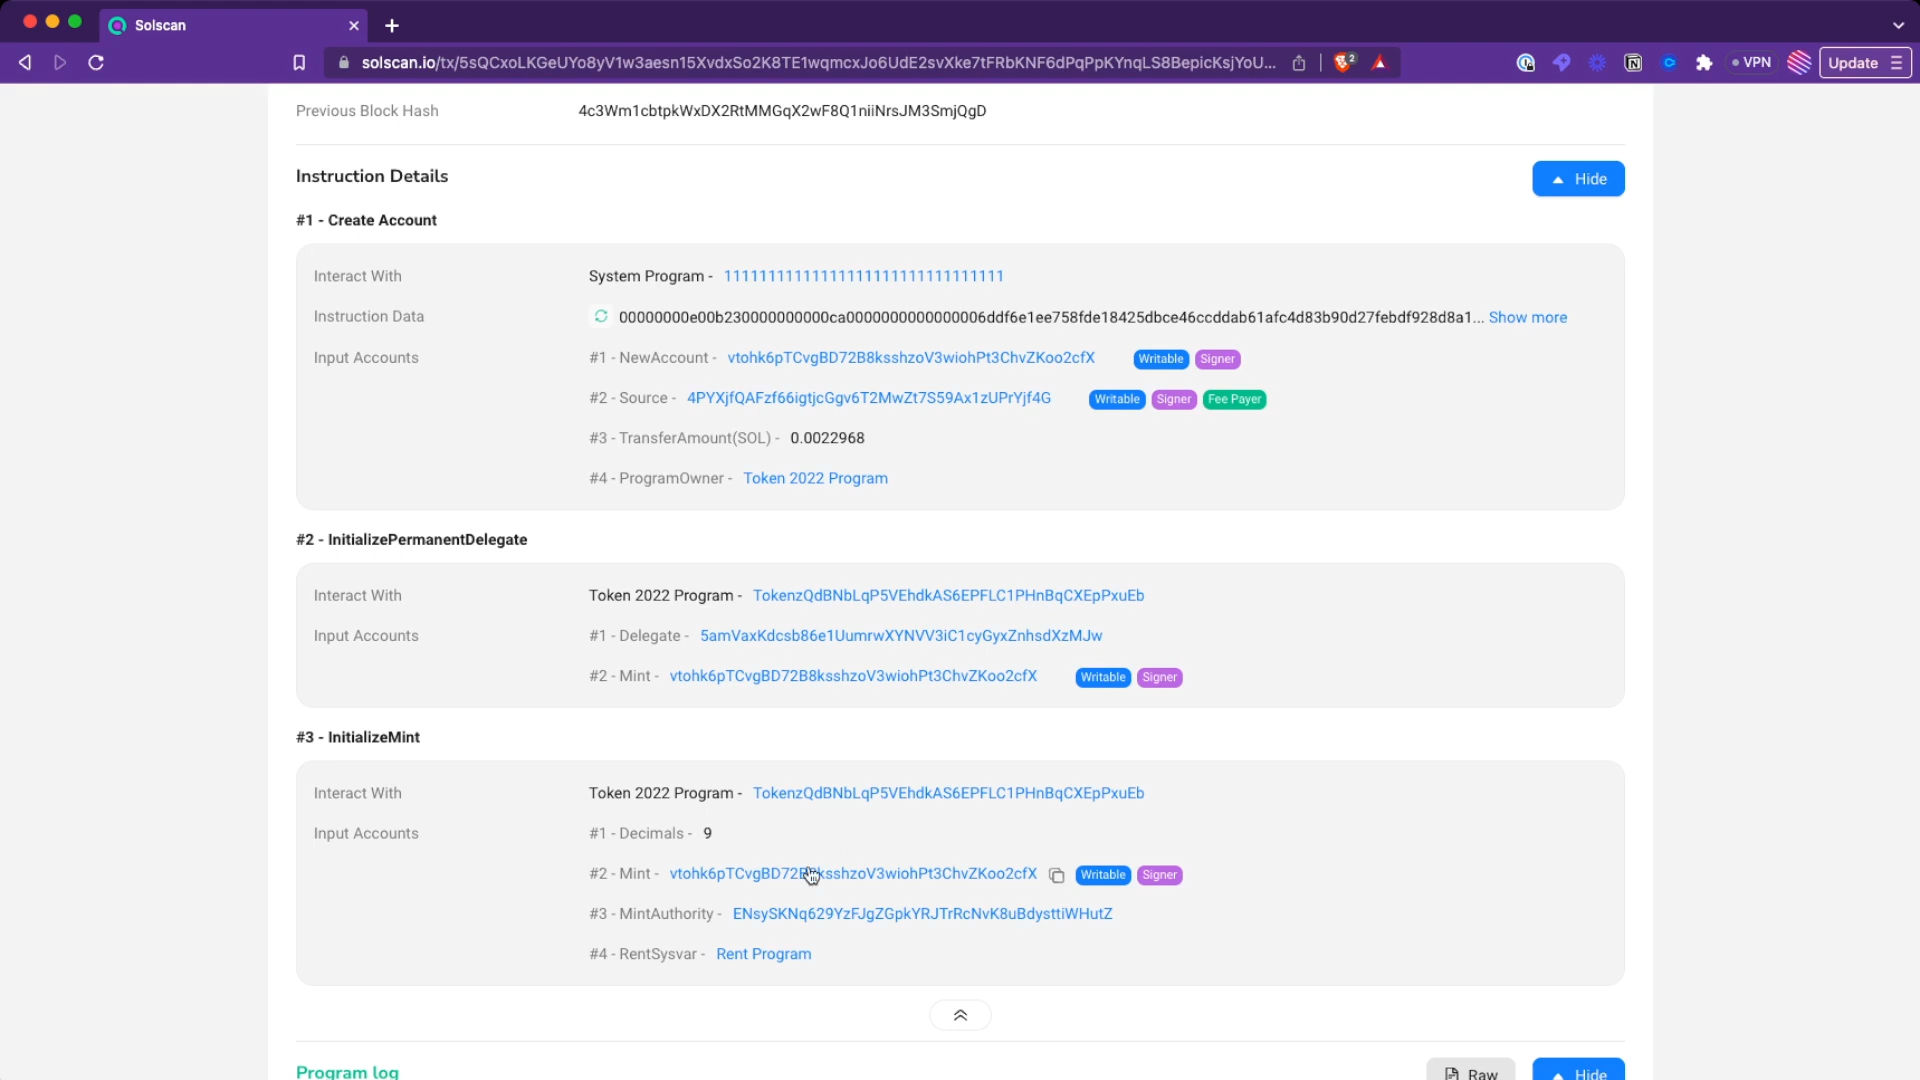 Solscan
solscan.io/tx/5sQCxoLKGeUYo8yV1w3aesn15XvdxSo2K8TE1wqmcxJo6UdE2svXke7tFRbKNF6dPqPpKYnqLS8BepicKsjYoU...
2
VPN
Update
Previous Block Hash 4c3Wm1cbtpkWxDX2RtMMGqX2wF8Q1niiNrsJM3SmjQgD
Instruction Details
Hide
#1 - Create Account
Interact With System Program - 11111111111111111111111111111111
Instruction Data 00000000e00b230000000000ca0000000000000006ddf6e1ee758fde18425dbce46ccddab61afc4d83b90d27febdf928d8a1... Show more
Input Accounts #1 - NewAccount - vtohk6pTCvgBD72B8ksshzoV3wiohPt3ChvZKoo2cfX Writable Signer
#2 - Source - 4PYXjfQAFzf66igtjcGgv6T2MwZt7S59Ax1zUPrYjf4G Writable Signer Fee Payer
#3 - TransferAmount(SOL) - 0.0022968
#4 - ProgramOwner - Token 2022 Program
#2 - InitializePermanentDelegate
Interact With Token 2022 Program - TokenzQdBNbLqP5VEhdkAS6EPFLC1PHnBqCXEpPxuEb
Input Accounts #1 - Delegate - 5amVaxKdcsb86e1UumrwXYNVV3iC1cyGyxZnhsdXzMJw
#2 - Mint - vtohk6pTCvgBD72B8ksshzoV3wiohPt3ChvZKoo2cfX Writable Signer
#3 - InitializeMint
Interact With Token 2022 Program - TokenzQdBNbLqP5VEhdkAS6EPFLC1PHnBqCXEpPxuEb
Input Accounts #1 - Decimals - 9
#2 - Mint - vtohk6pTCvgBD72B8ksshzoV3wiohPt3ChvZKoo2cfX Writable Signer
#3 - MintAuthority - ENsySKNq629YzFJgZGpkYRJTrRcNvK8uBdysttiWHutZ
#4 - RentSysvar - Rent Program
Program log
Raw
Hide